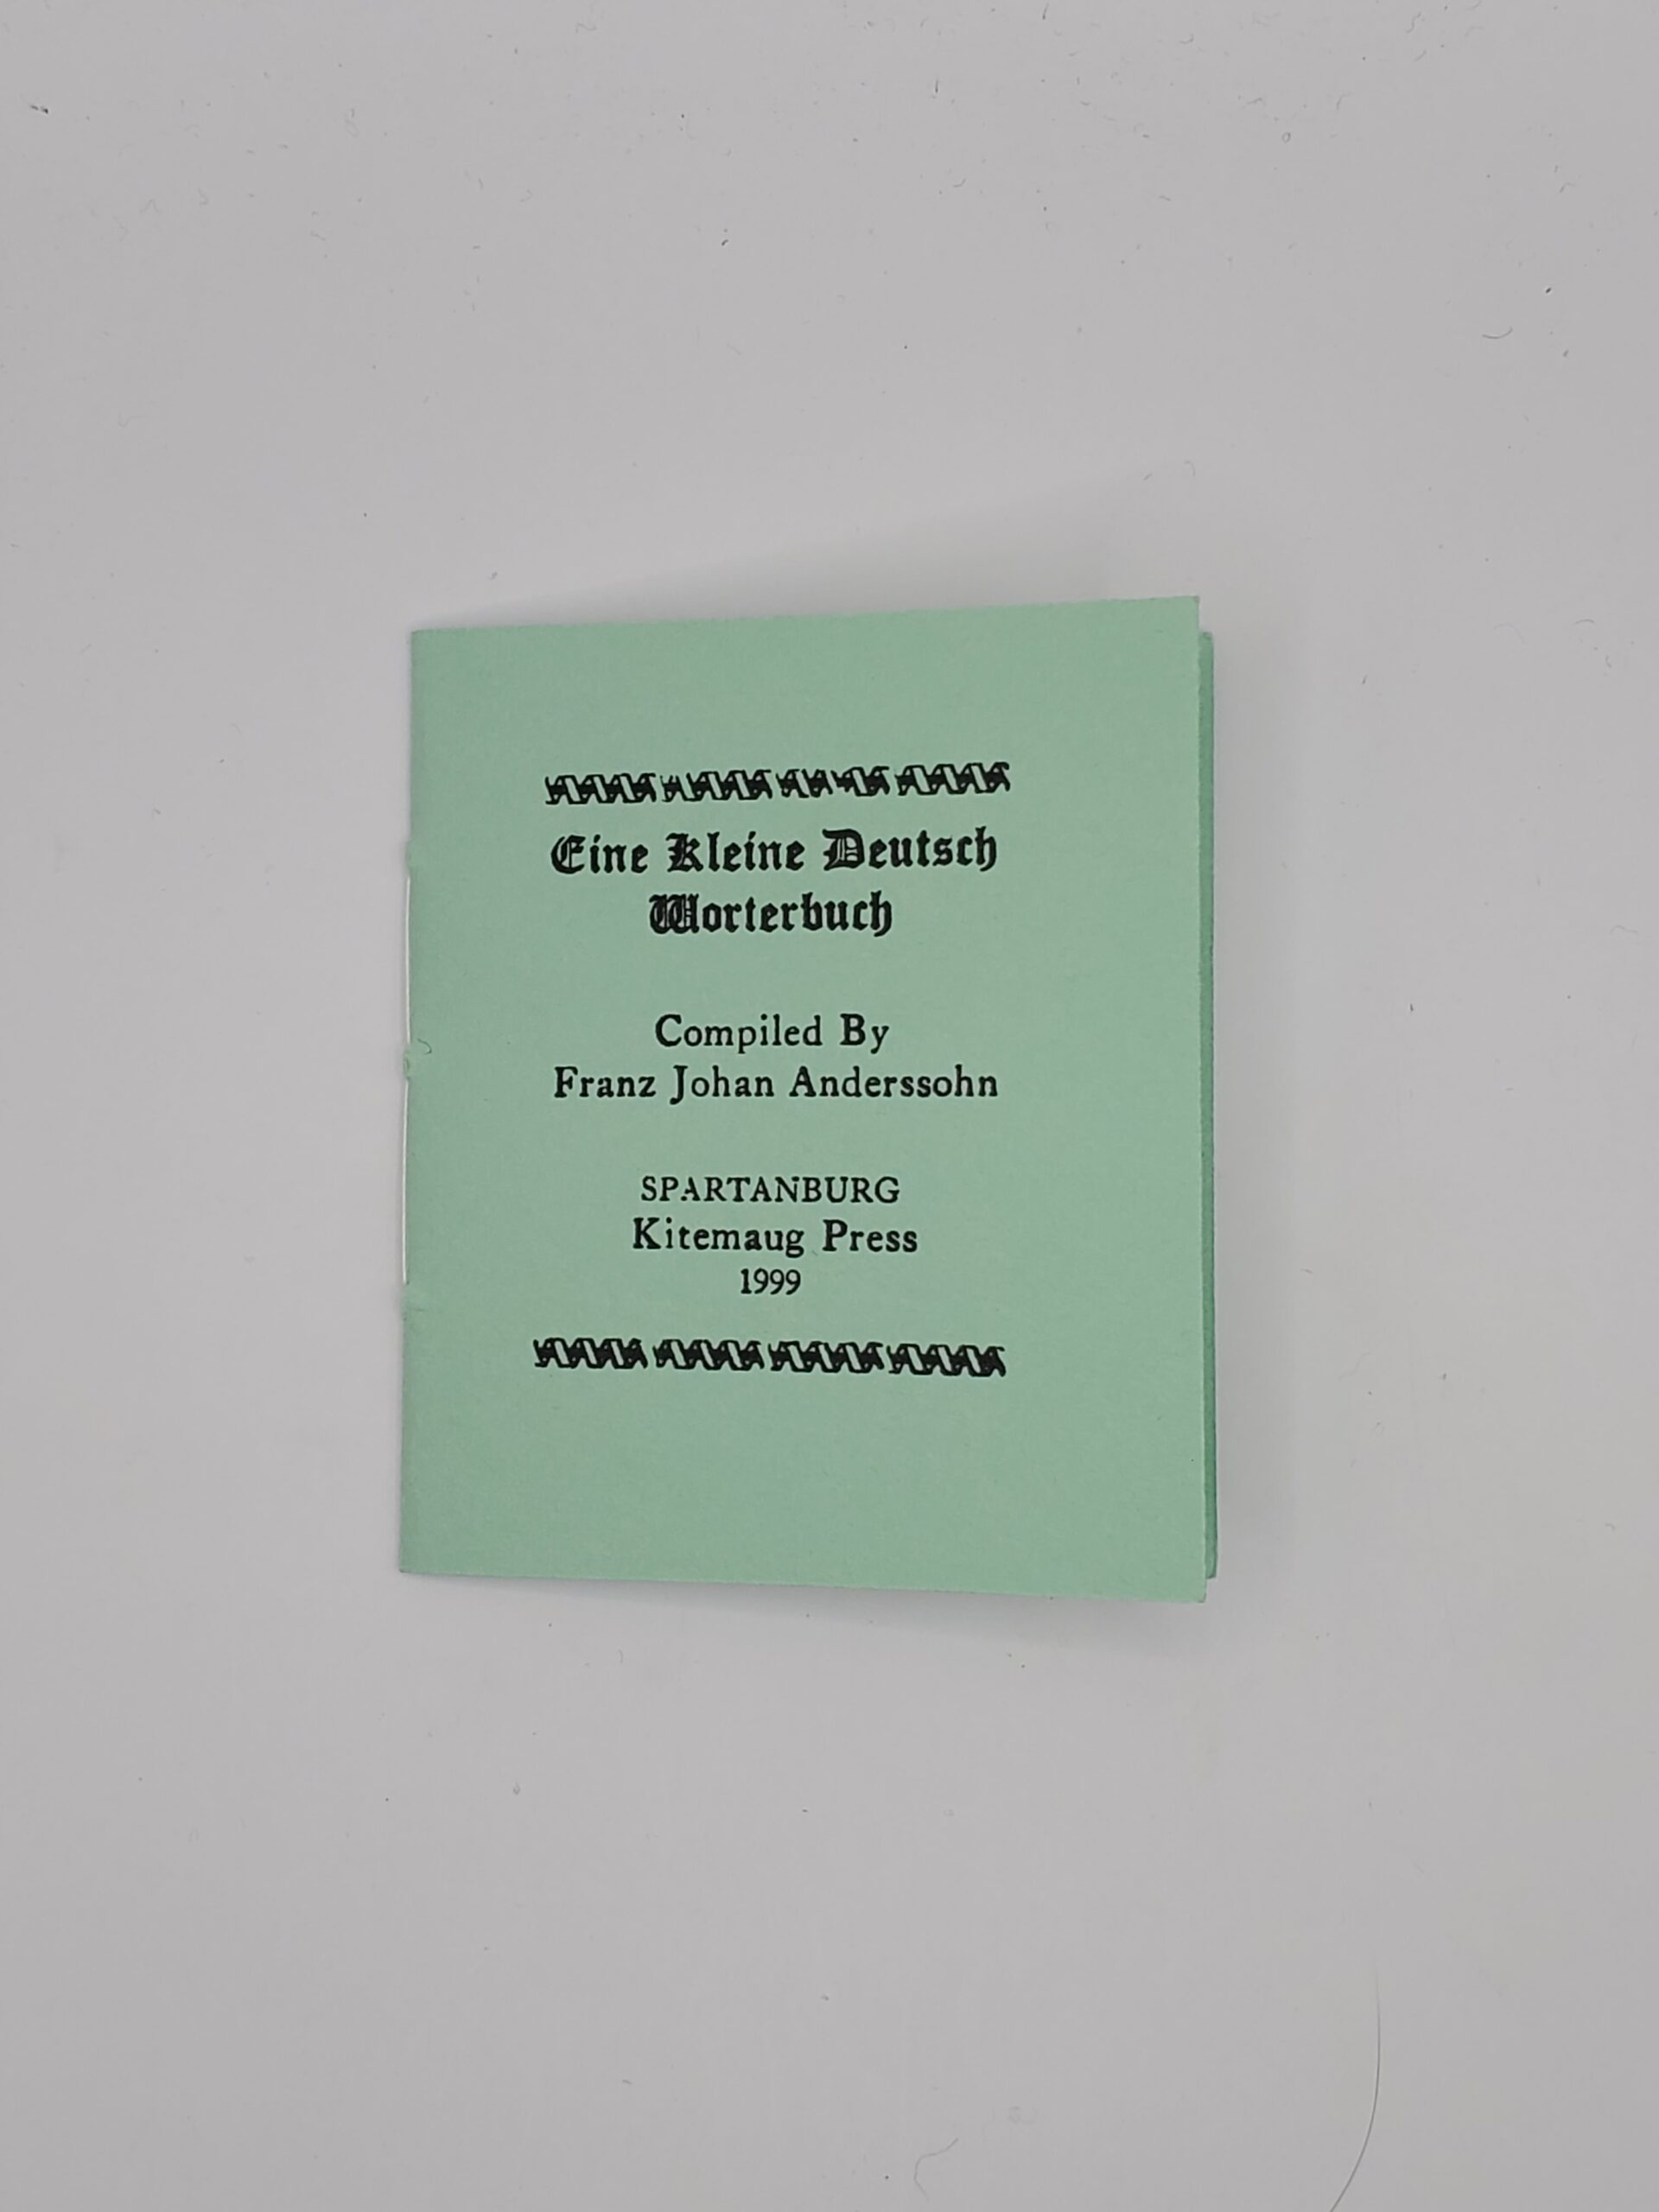 Eine Kleine Deutsch
Worterbuch
Compiled By
Franz Johan Anderssohn
SPARTANBURG
Kitemaug Press
1999